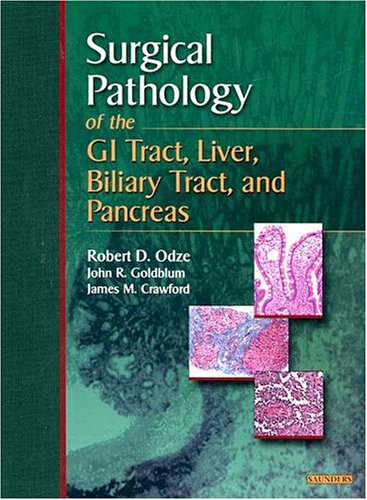 Surgical
Pathology
of the
GI Tract, Liver,
Biliary Tract, and
Pancreas
Robert D. Odze
John R. Goldblum
James M. Crawford
SAUNDERS